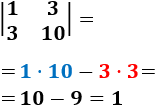 |1 3|
|3 10| =
= 1 · 10 − 3 · 3 =
= 10 − 9 = 1